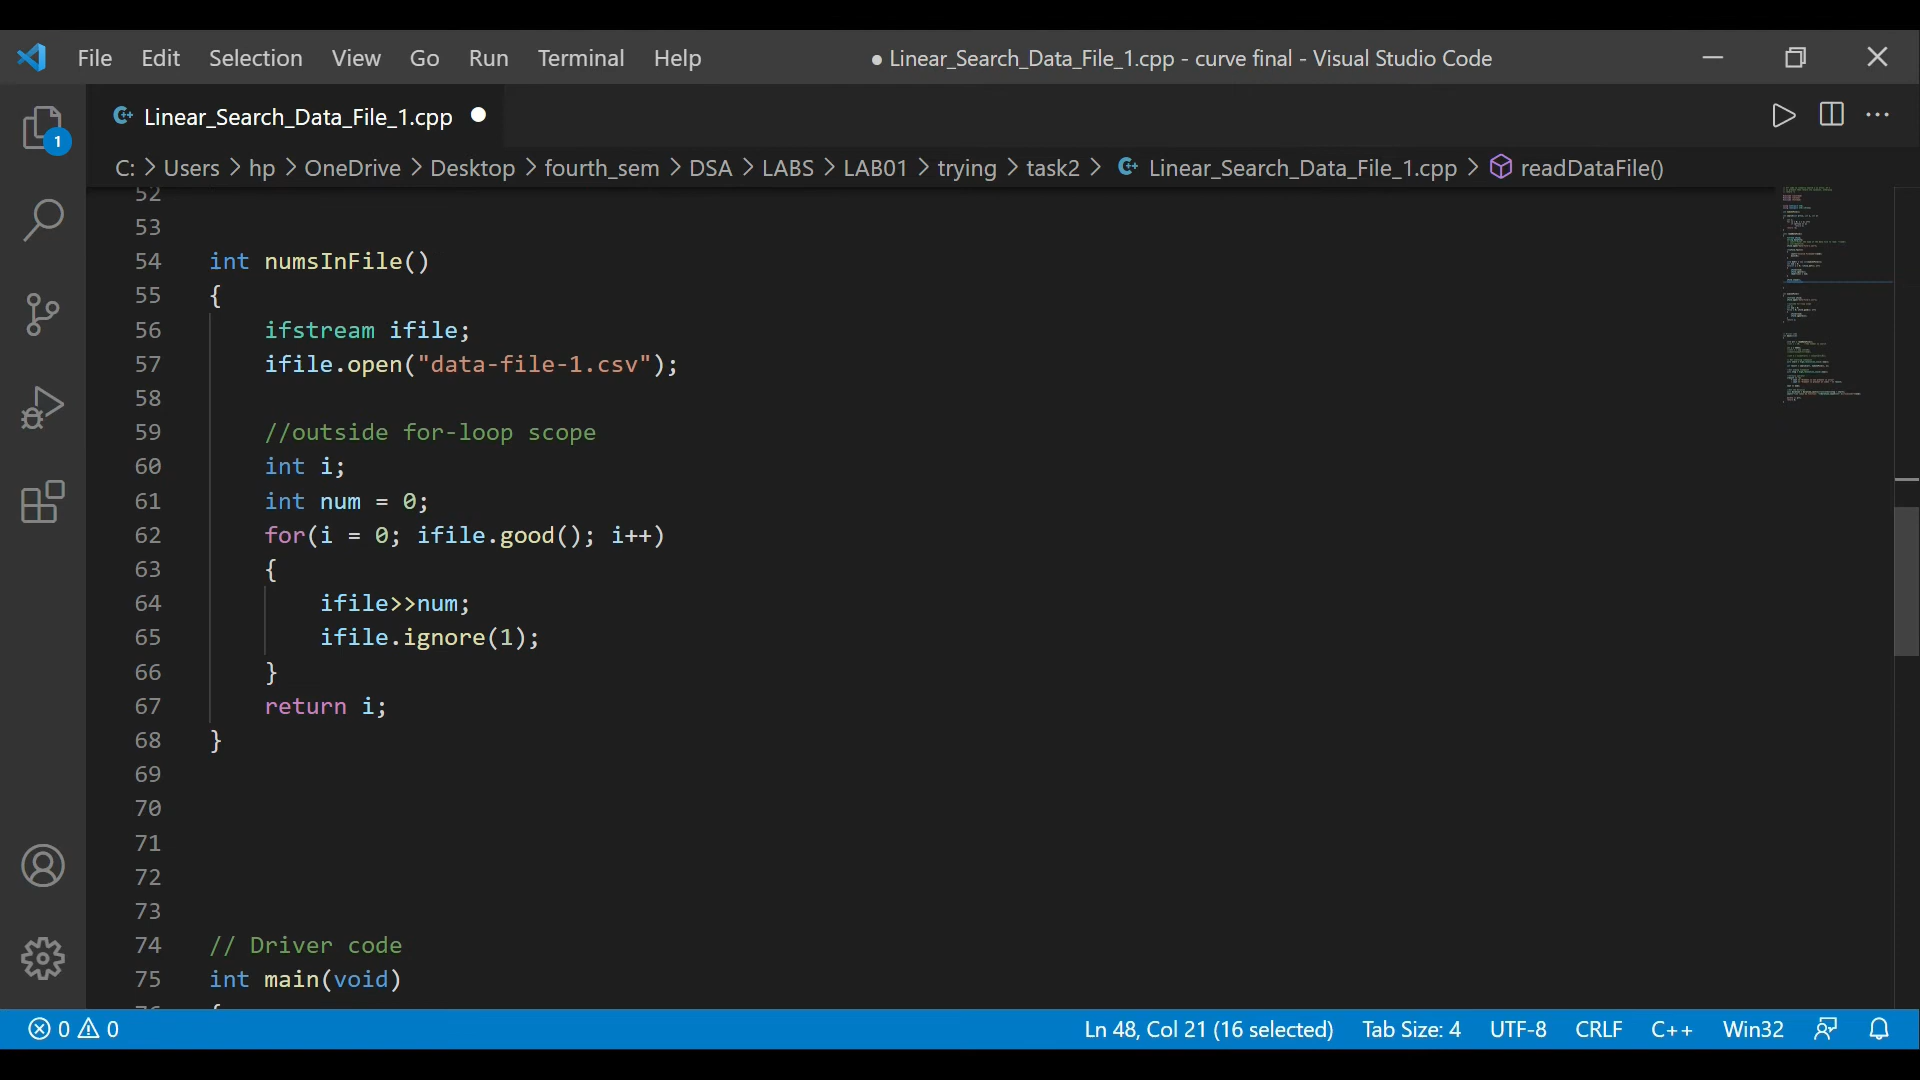 File Edit Selection View Go Run Terminal Help ● Linear_Search_Data_File_1.cpp - curve final - Visual Studio Code
Linear_Search_Data_File_1.cpp
C: > Users > hp > OneDrive > Desktop > fourth_sem > DSA > LABS > LAB01 > trying > task2 > Linear_Search_Data_File_1.cpp > readDataFile()
1
52
53
54 int numsInFile()
55 {
56 ifstream ifile;
57 ifile.open("data-file-1.csv");
58
59 //outside for-loop scope
60 int i;
61 int num = 0;
62 for(i = 0; ifile.good(); i++)
63 {
64 ifile>>num;
65 ifile.ignore(1);
66 }
67 return i;
68 }
69
70
71
72
73
74 // Driver code
75 int main(void)
76 {
0 0 Ln 48, Col 21 (16 selected) Tab Size: 4 UTF-8 CRLF C++ Win32